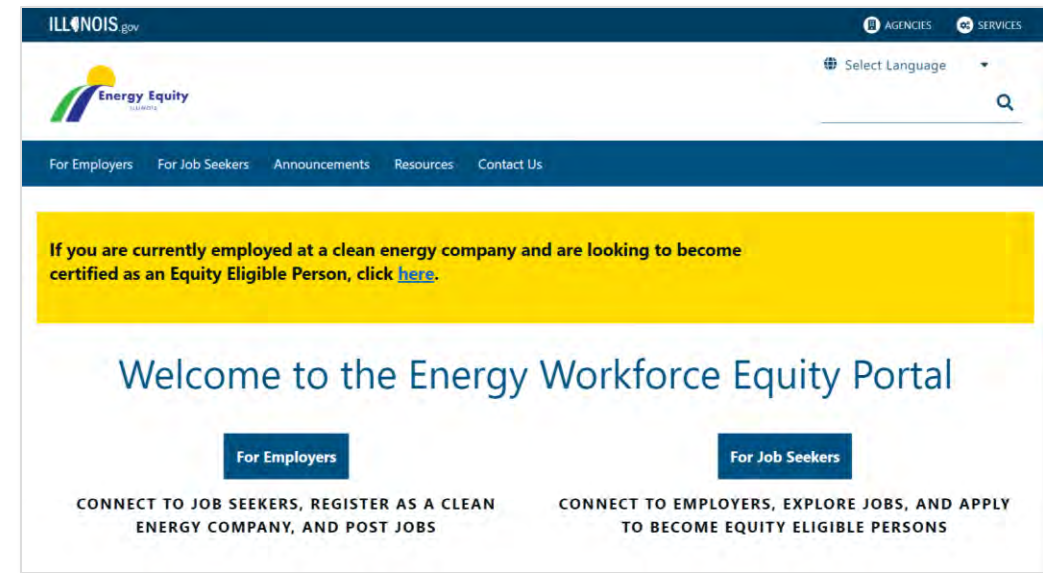 ILLINOIS.gov
AGENCIES SERVICES
Select Language
Energy Equity
ILLINOIS
For Employers For Job Seekers Announcements Resources Contact Us
If you are currently employed at a clean energy company and are looking to become
certified as an Equity Eligible Person, click here.
Welcome to the Energy Workforce Equity Portal
For Employers
For Job Seekers
CONNECT TO JOB SEEKERS, REGISTER AS A CLEAN
ENERGY COMPANY, AND POST JOBS
CONNECT TO EMPLOYERS, EXPLORE JOBS, AND APPLY
TO BECOME EQUITY ELIGIBLE PERSONS